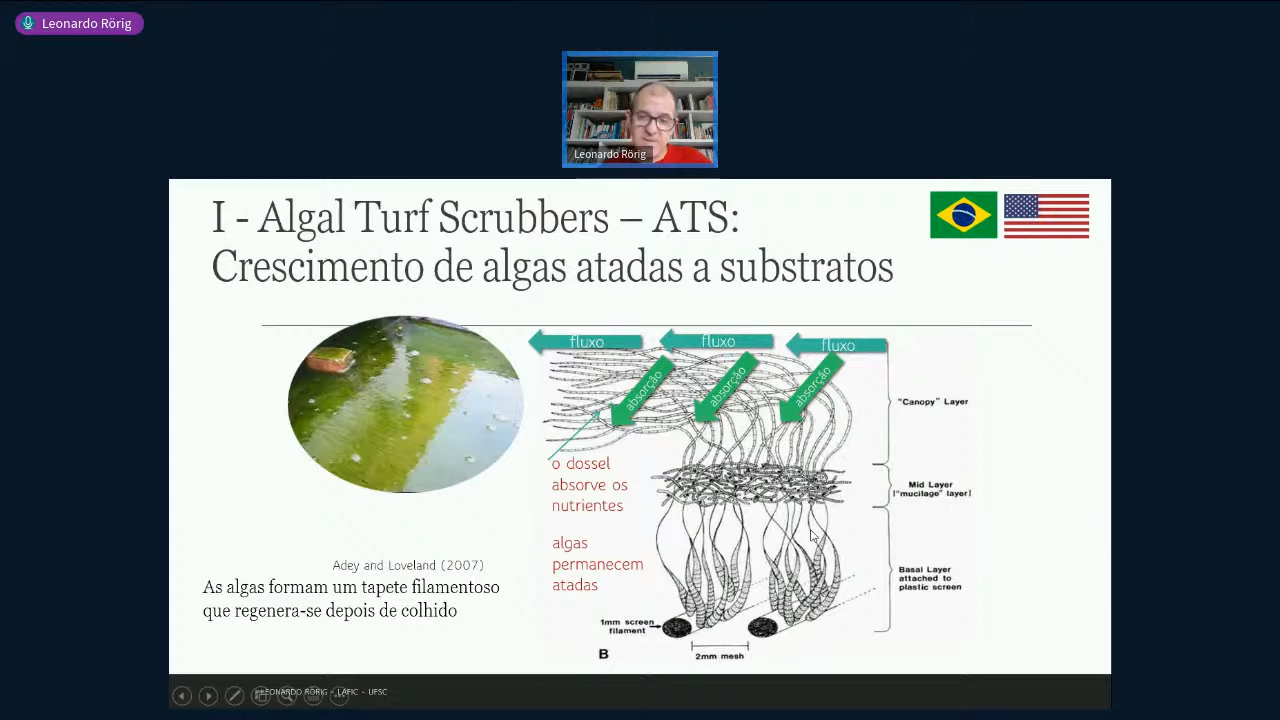 Leonardo Rörig
Leonardo Rörig
I - Algal Turf Scrubbers – ATS:
Crescimento de algas atadas a substratos
fluxo
fluxo
fluxo
absorção
absorção
absorção
"Canopy" Layer
o dossel
absorve os
nutrientes
Mid Layer
["mucilage" layer]
algas
permanecem
atadas
Adey and Loveland (2007)
As algas formam um tapete filamentoso
que regenera-se depois de colhido
Basal Layer
attached to
plastic screen
1mm screen
filament
B
2mm mesh
LEONARDO RÖRIG – LAFIC – UFSC